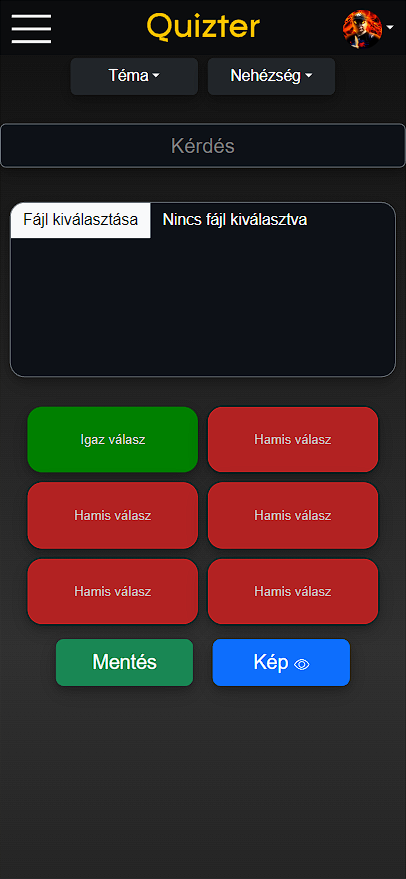 Quizter
Téma Nehézség
Kérdés
Fájl kiválasztása Nincs fájl kiválasztva
Igaz válasz Hamis válasz
Hamis válasz Hamis válasz
Hamis válasz Hamis válasz
Mentés Kép